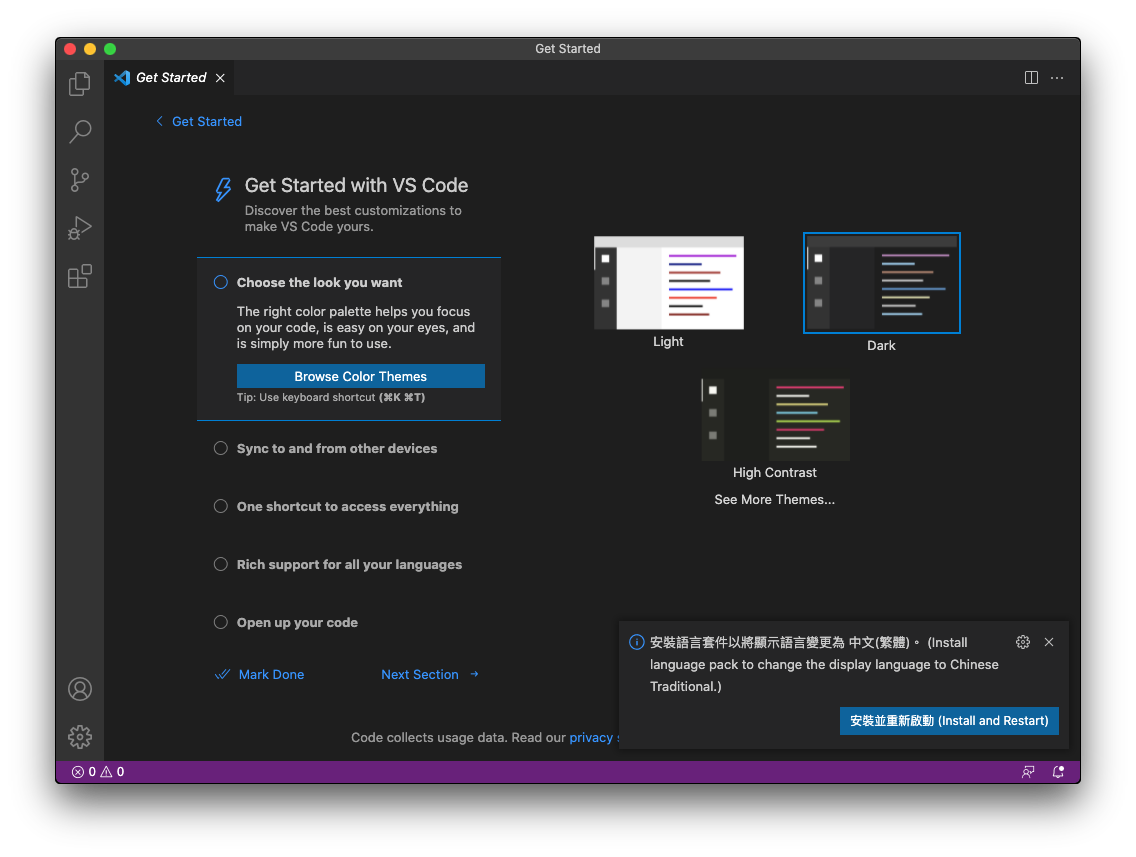 Get Started
Get Started
Get Started
Get Started with VS Code
Discover the best customizations to
make VS Code yours.
Choose the look you want
The right color palette helps you focus
on your code, is easy on your eyes, and
is simply more fun to use.
Browse Color Themes
Tip: Use keyboard shortcut (⌘K ⌘T)
Sync to and from other devices
One shortcut to access everything
Rich support for all your languages
Open up your code
Mark Done
Next Section →
Light
Dark
High Contrast
See More Themes...
Code collects usage data. Read our privacy
安裝語言套件以將顯示語言變更為 中文(繁體)。 (Install
language pack to change the display language to Chinese
Traditional.)
安裝並重新啟動 (Install and Restart)
0 0